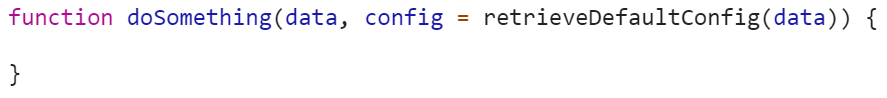 function doSomething(data, config = retrieveDefaultConfig(data)) {
}